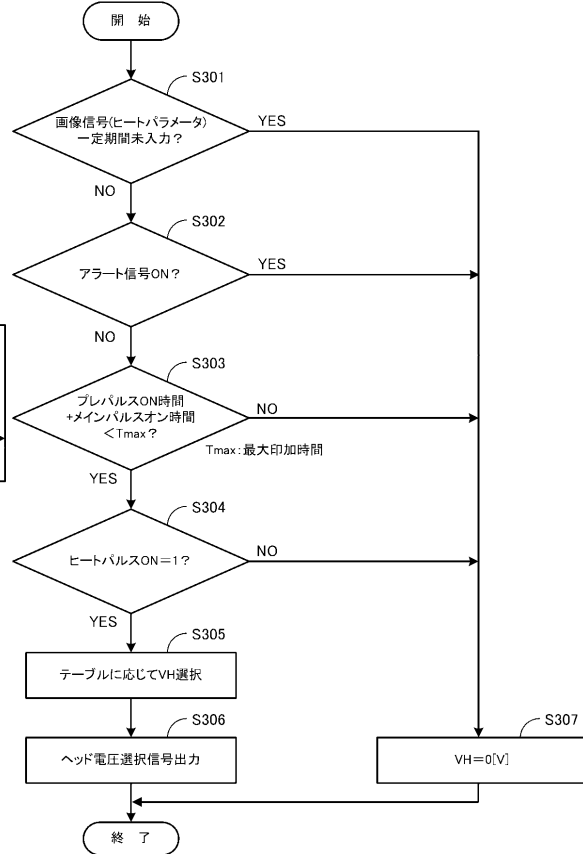 開 始
S301
画像信号(ヒートパラメータ)
一定期間未入力？
YES
NO
S302
アラート信号ON？
YES
NO
S303
プレパルスON時間
+メインパルスオン時間
＜Tmax？
NO
Tmax：最大印加時間
YES
S304
ヒートパルスON＝1？
NO
YES
S305
テーブルに応じてVH選択
S306
ヘッド電圧選択信号出力
S307
VH＝0[V]
終 了